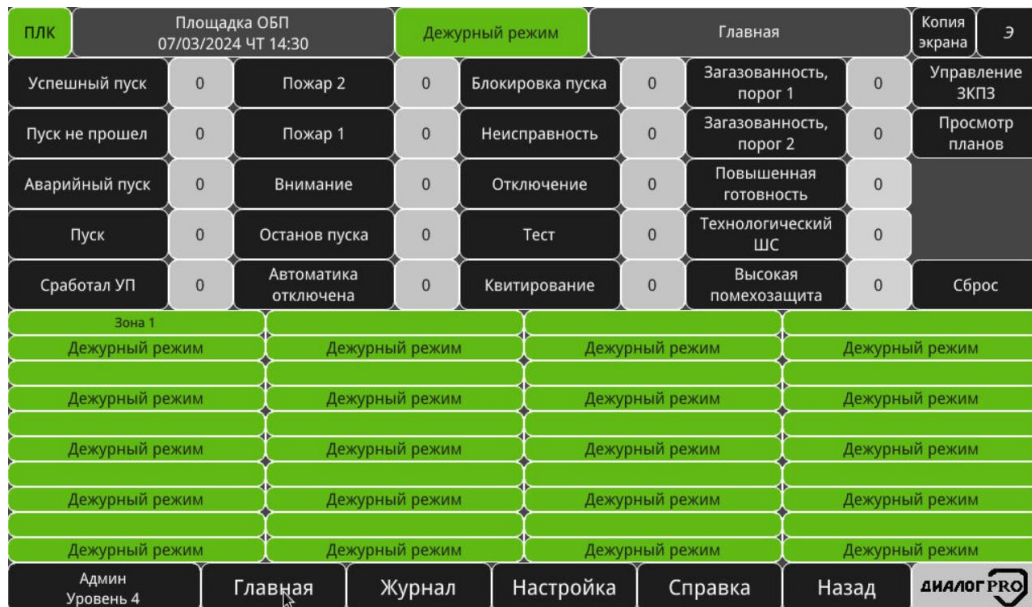 ПЛК
Площадка ОБП
07/03/2024 ЧТ 14:30
Дежурный режим
Главная
Копия
экрана
Э
Успешный пуск 0 Пожар 2 0 Блокировка пуска 0 Загазованность,
порог 1 0 Управление
ЗКПЗ
Пуск не прошел 0 Пожар 1 0 Неисправность 0 Загазованность,
порог 2 0 Просмотр
планов
Аварийный пуск 0 Внимание 0 Отключение 0 Повышенная
готовность 0
Пуск 0 Останов пуска 0 Тест 0 Технологический
ШС 0
Сработал УП 0 Автоматика
отключена 0 Квитирование 0 Высокая
помехозащита 0 Сброс
Зона 1
Дежурный режим Дежурный режим Дежурный режим Дежурный режим
Дежурный режим Дежурный режим Дежурный режим Дежурный режим
Дежурный режим Дежурный режим Дежурный режим Дежурный режим
Дежурный режим Дежурный режим Дежурный режим Дежурный режим
Дежурный режим Дежурный режим Дежурный режим Дежурный режим
Админ
Уровень 4
Главная Журнал Настройка Справка Назад ДИАЛОГ PRO